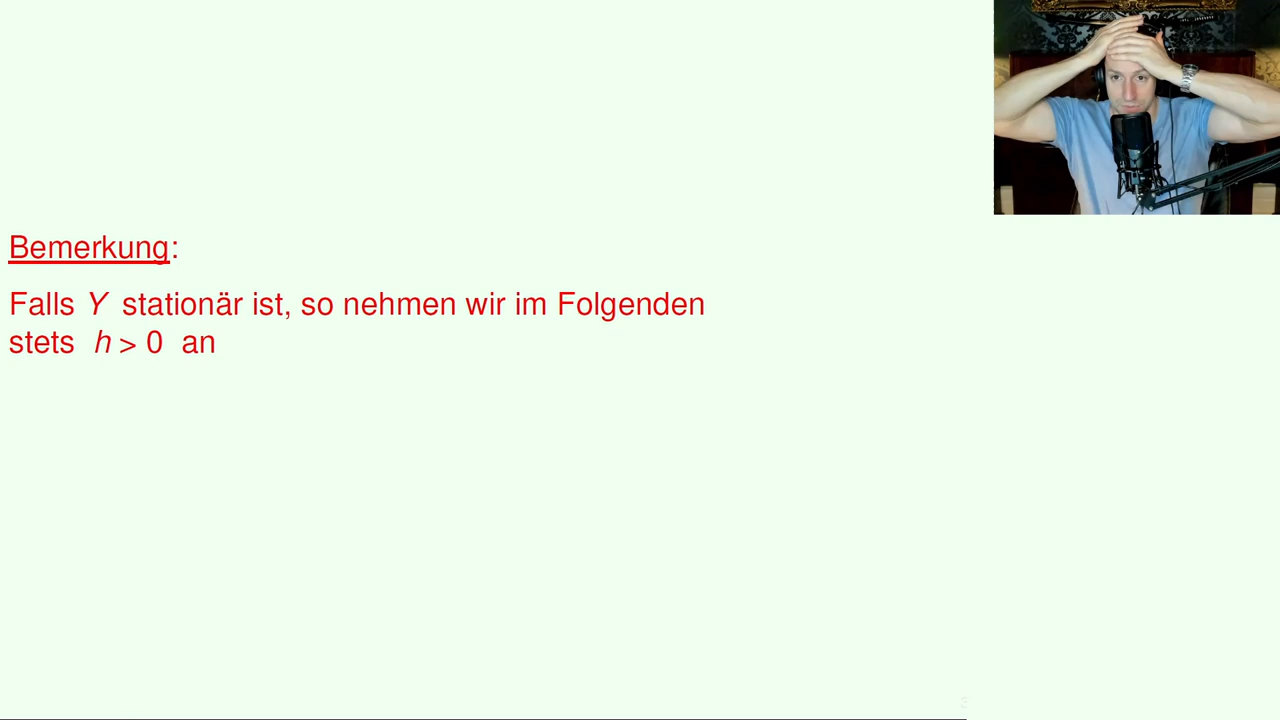 Bemerkung:
Falls Y stationär ist, so nehmen wir im Folgenden
stets h > 0 an